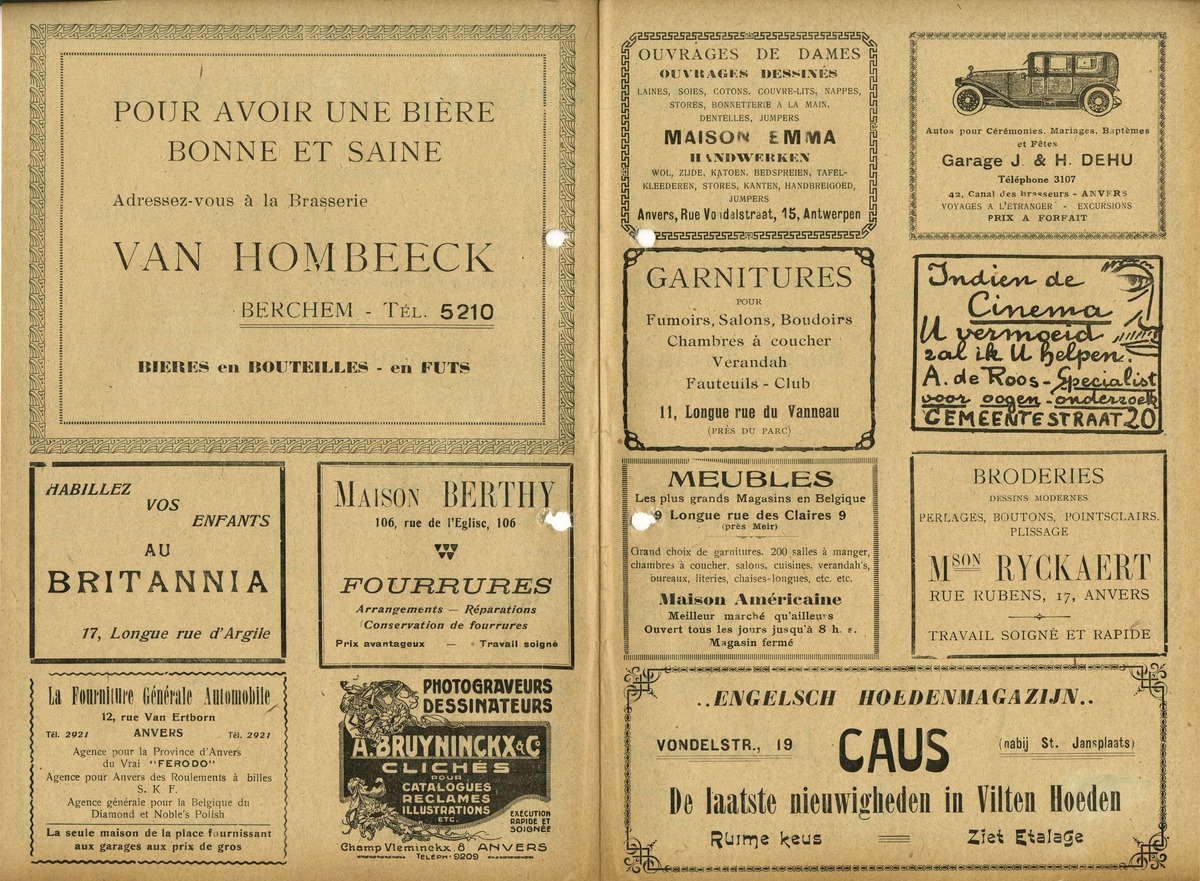 POUR AVOIR UNE BIÈRE
BONNE ET SAINE
Adressez-vous à la Brasserie
VAN HOMBEECK
BERCHEM - TÉL. 5210
BIERES en BOUTEILLES - en FUTS
HABILLEZ
VOS
ENFANTS
AU
BRITANNIA
17, Longue rue d'Argile
MAISON BERTHY
106, rue de l'Eglise, 106
FOURRURES
Arrangements — Réparations
Conservation de fourrures
Prix avantageux — Travail soigné
La Fourniture Générale Automobile
12, rue Van Ertborn
Tél. 2921 ANVERS Tél. 2921
Agence pour la Province d'Anvers
du Vrai "FERODO"
Agence pour Anvers des Roulements à billes
S. K. F.
Agence générale pour la Belgique du
Diamond et Noble's Polish
La seule maison de la place fournissant
aux garages aux prix de gros
PHOTOGRAVEURS
DESSINATEURS
A. BRUYNINCKX & Co
CLICHÉS
POUR
CATALOGUES
RÉCLAMES
ILLUSTRATIONS
ETC.
EXÉCUTION
RAPIDE ET
SOIGNÉE
Champ Vleminckx. 8 ANVERS
TÉLÉPH: 9209
OUVRAGES DE DAMES
OUVRAGES DESSINÉS
LAINES, SOIES, COTONS, COUVRE-LITS, NAPPES,
STORES, BONNETTERIE A LA MAIN,
DENTELLES, JUMPERS
MAISON EMMA
HANDWERKEN
WOL, ZIJDE, KATOEN, BEDSPREIEN, TAFEL-
KLEEDEREN, STORES, KANTEN, HANDBREIGOED,
JUMPERS
Anvers, Rue Vondelstraat, 15, Antwerpen
Autos pour Cérémonies, Mariages, Baptèmes
et Fêtes
Garage J. & H. DEHU
Téléphone 3107
42, Canal des Brasseurs - ANVERS
VOYAGES A L'ÉTRANGER - EXCURSIONS
PRIX A FORFAIT
GARNITURES
POUR
Fumoirs, Salons, Boudoirs
Chambres à coucher
Verandah
Fauteuils - Club
11, Longue rue du Vanneau
(PRÈS DU PARC)
Indien de
Cinema
U vermoeid
zal ik U helpen.
A. de Roos - Specialist
voor oogen-onderzoek
GEMEENTESTRAAT 20
MEUBLES
Les plus grands Magasins en Belgique
9 Longue rue des Claires 9
(près Meir)
Grand choix de garnitures. 200 salles à manger,
chambres à coucher, salons, cuisines, verandah's,
bureaux, literies, chaises-longues, etc. etc.
Maison Américaine
Meilleur marché qu'ailleurs
Ouvert tous les jours jusqu'à 8 h. s.
Magasin fermé
BRODERIES
DESSINS MODERNES
PERLAGES, BOUTONS, POINTSCLAIRS,
PLISSAGE
MSON RYCKAERT
RUE RUBENS, 17, ANVERS
TRAVAIL SOIGNÉ ET RAPIDE
..ENGELSCH HOEDENMAGAZIJN..
VONDELSTR., 19 CAUS (nabij St. Jansplaats)
De laatste nieuwigheden in Vilten Hoeden
Ruime keus Ziet Etalage